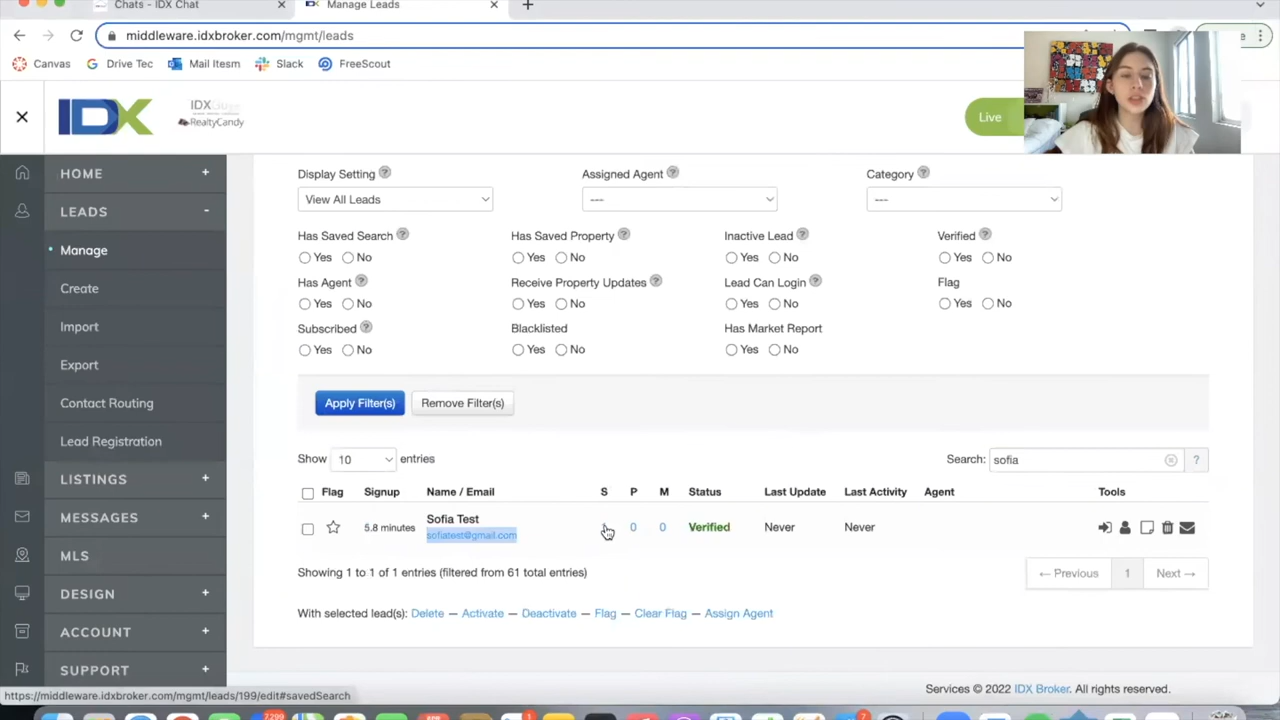 Chats - IDX Chat
Manage Leads
middleware.idxbroker.com/mgmt/leads
Canvas
Drive Tec
Mail Itesm
Slack
FreeScout
IDX
RealtyCandy
Live
HOME +
LEADS -
Manage
Create
Import
Export
Contact Routing
Lead Registration
LISTINGS +
MESSAGES +
MLS
DESIGN +
ACCOUNT +
SUPPORT +
Display Setting ? Assigned Agent ? Category ?
View All Leads --- ---
Has Saved Search ? Has Saved Property ? Inactive Lead ? Verified ?
Yes No Yes No Yes No Yes No
Has Agent ? Receive Property Updates ? Lead Can Login ? Flag
Yes No Yes No Yes No Yes No
Subscribed ? Blacklisted Has Market Report
Yes No Yes No Yes No
Apply Filter(s) Remove Filter(s)
Show 10 entries Search: sofia ?
Flag Signup Name / Email S P M Status Last Update Last Activity Agent Tools
5.8 minutes Sofia Test 0 0 Verified Never Never
sofiatest@gmail.com
Showing 1 to 1 of 1 entries (filtered from 61 total entries)
← Previous 1 Next →
With selected lead(s): Delete — Activate — Deactivate — Flag — Clear Flag — Assign Agent
Services © 2022 IDX Broker. All rights reserved.
https://middleware.idxbroker.com/mgmt/leads/199/edit#savedSearch
7299
1
7